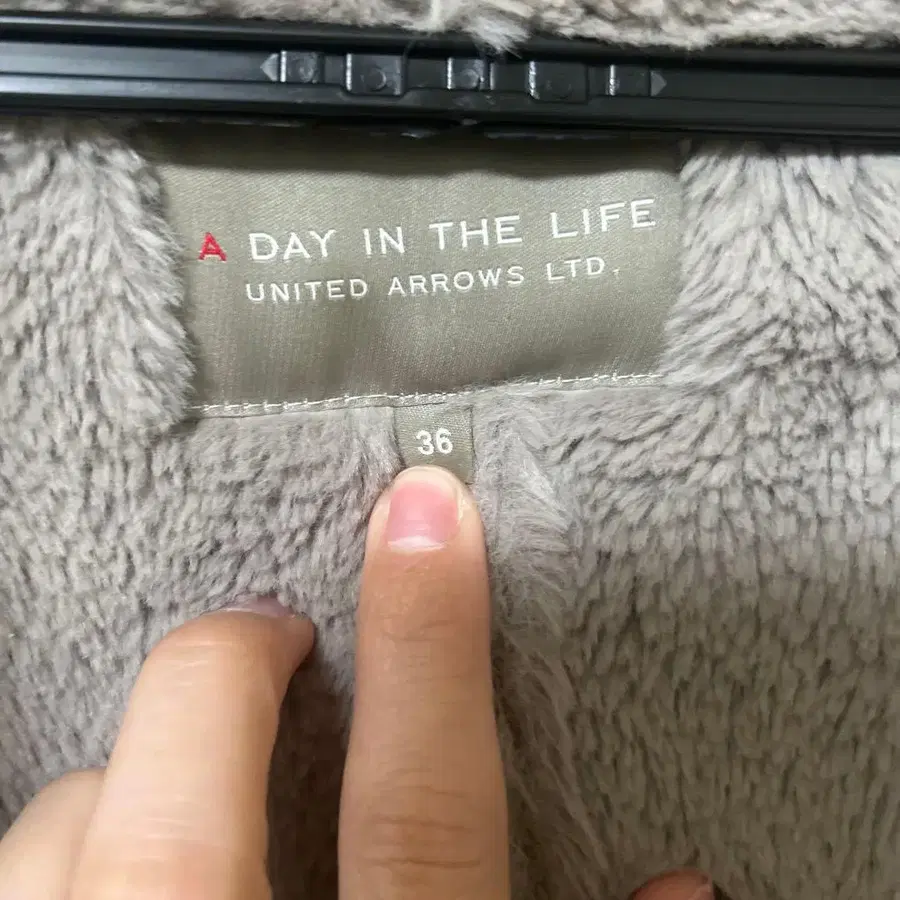 A DAY IN THE LIFE
UNITED ARROWS LTD.
36